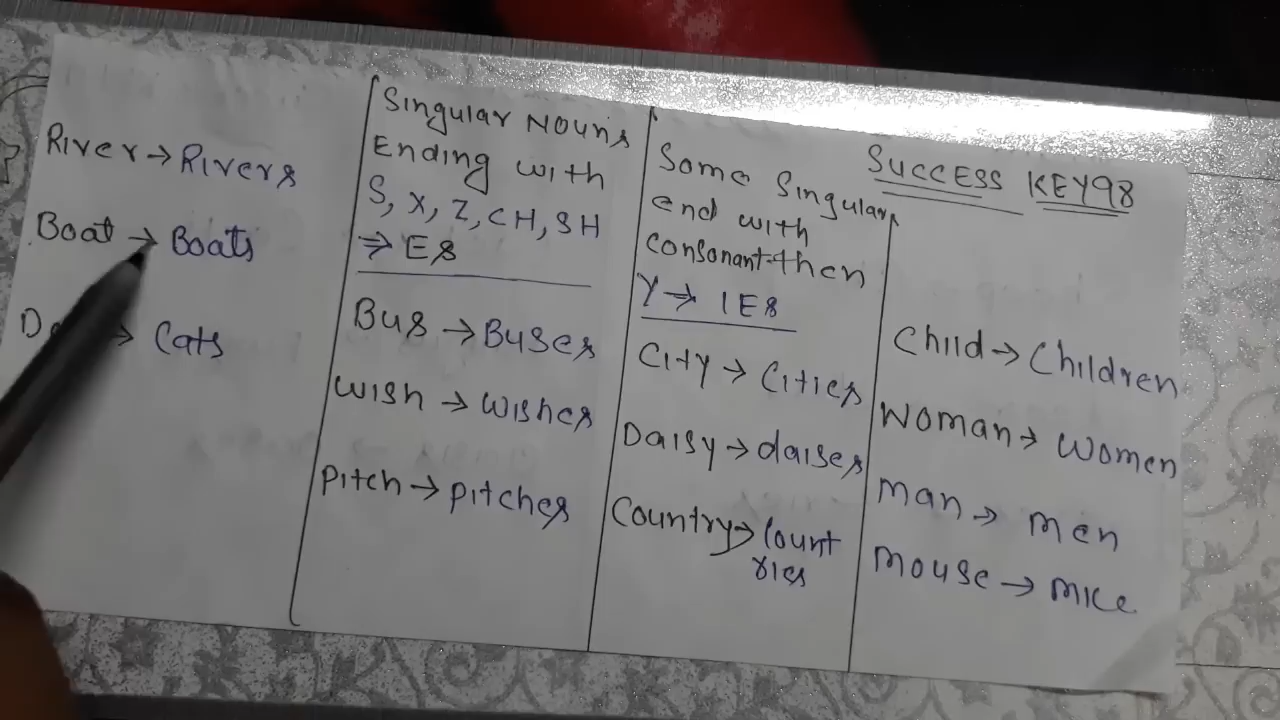 River → Rivers
Boat → Boats
→ Cats
Singular Nouns
Ending with
S, X, Z, CH, SH
⇒ Es
Bus → Buses
Wish → Wishes
Pitch → Pitches
Some Singular
end with
consonant then
Y → IEs
City → Cities
Daisy → daises
Country → Count
ries
SUCCESS KEY98
Child → Children
Woman → Women
Man → Men
Mouse → Mice